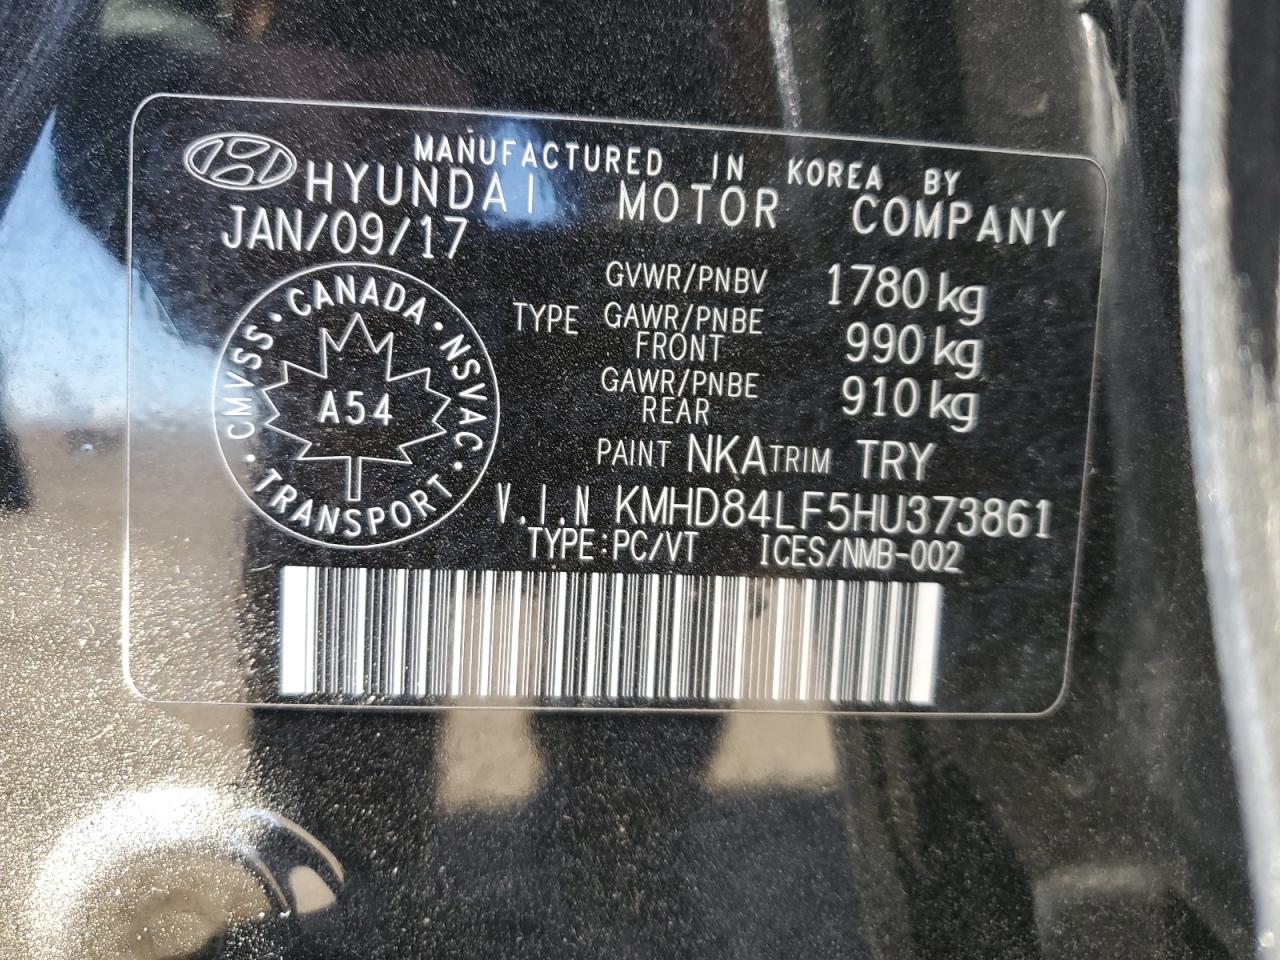 MANUFACTURED IN KOREA BY
HYUNDAI MOTOR COMPANY
JAN/09/17
GVWR/PNBV 1780 kg
TYPE GAWR/PNBE FRONT 990 kg
GAWR/PNBE REAR 910 kg
PAINT NKA TRIM TRY
V.I.N KMHD84LF5HU373861
TYPE:PC/VT ICES/NMB-002
CMVSS · CANADA · NSVAC · TRANSPORT ·
A54